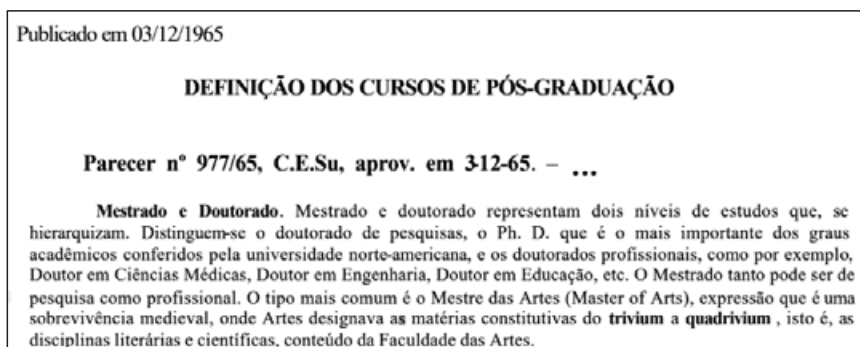 Publicado em 03/12/1965
DEFINIÇÃO DOS CURSOS DE PÓS-GRADUAÇÃO
Parecer nº 977/65, C.E.Su, aprov. em 3-12-65. – ...
Mestrado e Doutorado. Mestrado e doutorado representam dois níveis de estudos que, se
hierarquizam. Distinguem-se o doutorado de pesquisas, o Ph. D. que é o mais importante dos graus
acadêmicos conferidos pela universidade norte-americana, e os doutorados profissionais, como por exemplo,
Doutor em Ciências Médicas, Doutor em Engenharia, Doutor em Educação, etc. O Mestrado tanto pode ser de
pesquisa como profissional. O tipo mais comum é o Mestre das Artes (Master of Arts), expressão que é uma
sobrevivência medieval, onde Artes designava as matérias constitutivas do trivium a quadrivium , isto é, as
disciplinas literárias e científicas, conteúdo da Faculdade das Artes.